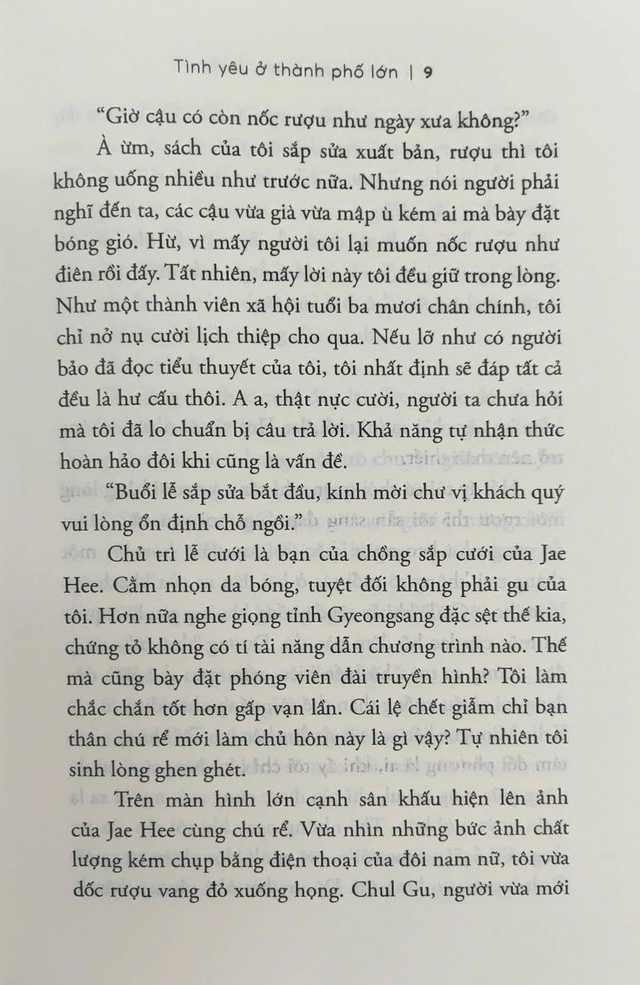 Tình yêu ở thành phố lớn | 9
“Giờ cậu có còn nốc rượu như ngày xưa không?”
À ừm, sách của tôi sắp sửa xuất bản, rượu thì tôi
không uống nhiều như trước nữa. Nhưng nói người phải
nghĩ đến ta, các cậu vừa già vừa mập ù kém ai mà bày đặt
bóng gió. Hừ, vì mấy người tôi lại muốn nốc rượu như
điên rồi đấy. Tất nhiên, mấy lời này tôi đều giữ trong lòng.
Như một thành viên xã hội tuổi ba mươi chân chính, tôi
chỉ nở nụ cười lịch thiệp cho qua. Nếu lỡ như có người
bảo đã đọc tiểu thuyết của tôi, tôi nhất định sẽ đáp tất cả
đều là hư cấu thôi. A a, thật nực cười, người ta chưa hỏi
mà tôi đã lo chuẩn bị câu trả lời. Khả năng tự nhận thức
hoàn hảo đôi khi cũng là vấn đề.
“Buổi lễ sắp sửa bắt đầu, kính mời chư vị khách quý
vui lòng ổn định chỗ ngồi.”
Chủ trì lễ cưới là bạn của chồng sắp cưới của Jae
Hee. Cằm nhọn da bóng, tuyệt đối không phải gu của
tôi. Hơn nữa nghe giọng tỉnh Gyeongsang đặc sệt thế kia,
chứng tỏ không có tí tài năng dẫn chương trình nào. Thế
mà cũng bày đặt phóng viên đài truyền hình? Tôi làm
chắc chắn tốt hơn gấp vạn lần. Cái lệ chết giẫm chỉ bạn
thân chú rể mới làm chủ hôn này là gì vậy? Tự nhiên tôi
sinh lòng ghen ghét.
Trên màn hình lớn cạnh sân khấu hiện lên ảnh
của Jae Hee cùng chú rể. Vừa nhìn những bức ảnh chất
lượng kém chụp bằng điện thoại của đôi nam nữ, tôi vừa
dốc rượu vang đỏ xuống họng. Chul Gu, người vừa mới